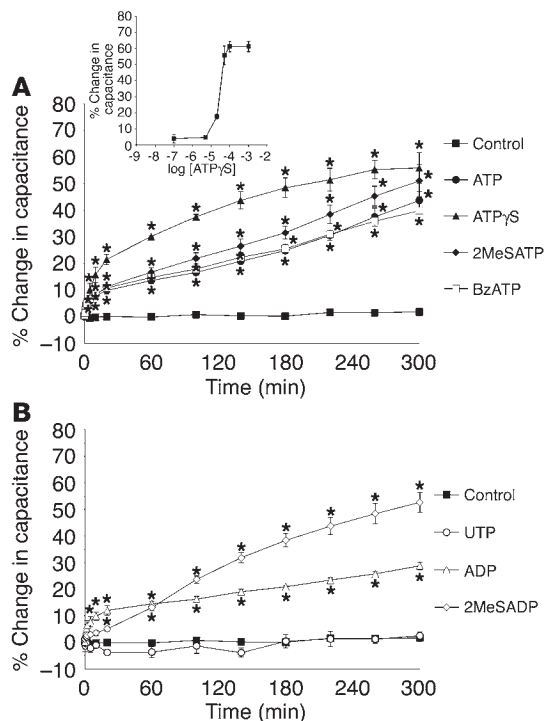 80
70
60
50
40
30
20
10
0
% Change in
capacitance
-9 -8 -7 -6 -5 -4 -3 -2
log [ATPγS]
A
80
70
60
50
40
30
20
10
0
−10
% Change in capacitance
* * * * * * * * * * * * * * * * * * * * * * * * * * * * * * * * * * * * * * * *
0 60 120 180 240 300
Time (min)
Control
ATP
ATPγS
2MeSATP
BzATP
B
80
70
60
50
40
30
20
10
0
−10
% Change in capacitance
* * * * * * * * * * * * * * * * * * *
0 60 120 180 240 300
Time (min)
Control
UTP
ADP
2MeSADP